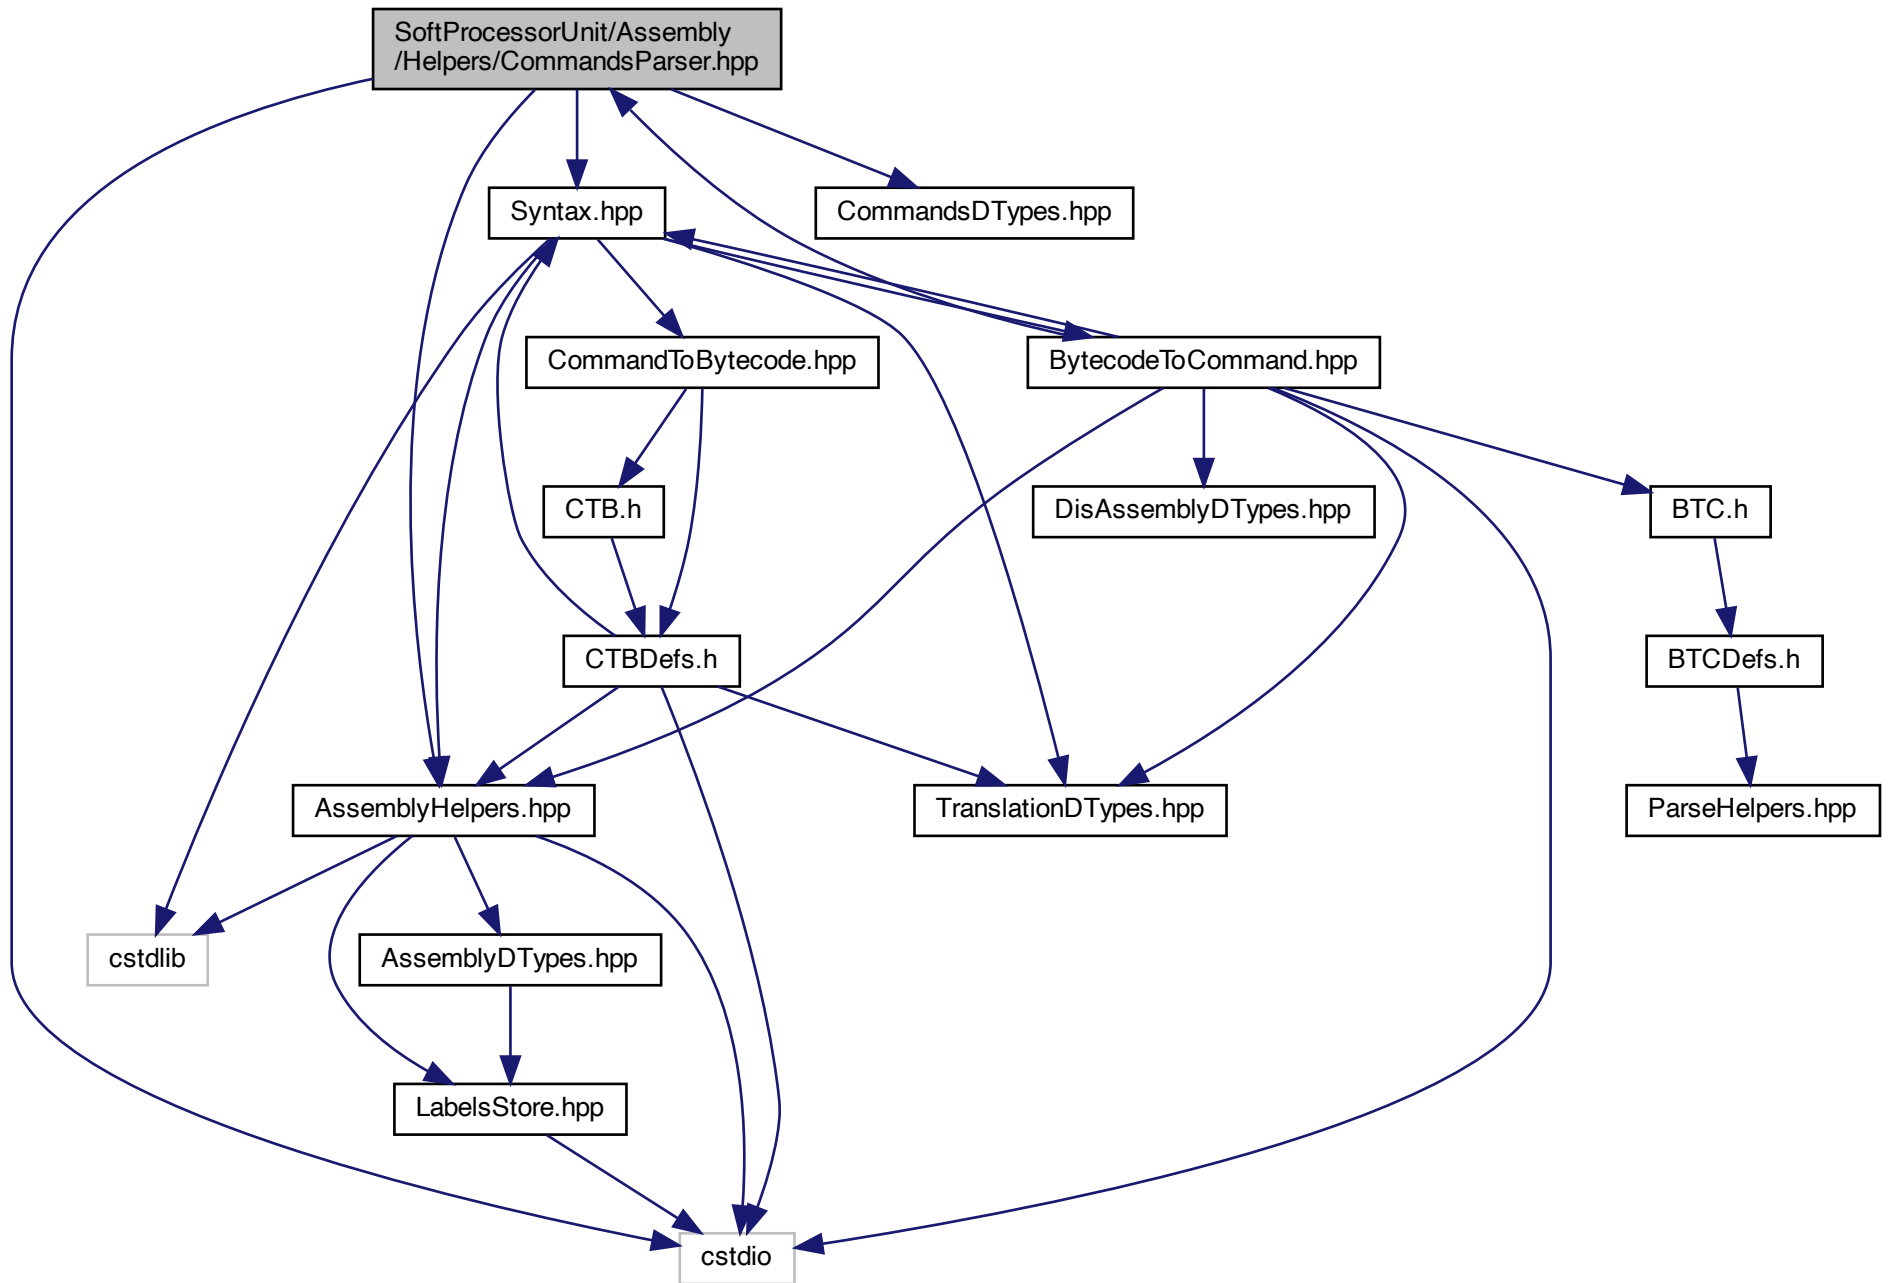 SoftProcessorUnit/Assembly
/Helpers/CommandsParser.hpp
Syntax.hpp
CommandsDTypes.hpp
CommandToBytecode.hpp
BytecodeToCommand.hpp
CTB.h
DisAssemblyDTypes.hpp
BTC.h
CTBDefs.h
BTCDefs.h
AssemblyHelpers.hpp
TranslationDTypes.hpp
ParseHelpers.hpp
cstdlib
AssemblyDTypes.hpp
LabelsStore.hpp
cstdio